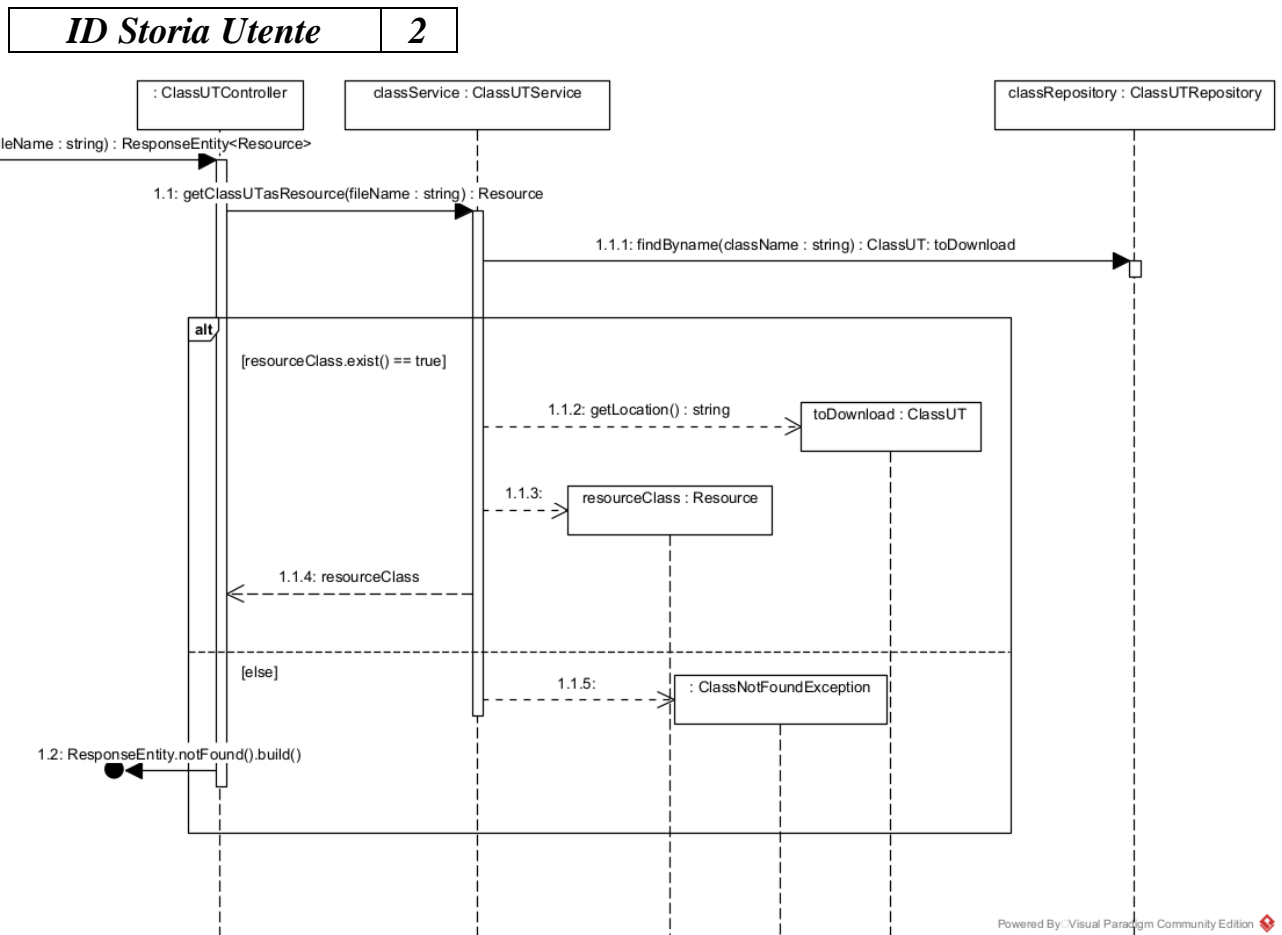 ID Storia Utente 2
: ClassUTController
classService : ClassUTService
classRepository : ClassUTRepository
leName : string) : ResponseEntity<Resource>
1.1: getClassUTasResource(fileName : string) : Resource
1.1.1: findByname(className : string) : ClassUT: toDownload
alt
[resourceClass.exist() == true]
1.1.2: getLocation() : string
toDownload : ClassUT
1.1.3:
resourceClass : Resource
1.1.4: resourceClass
[else]
1.1.5:
: ClassNotFoundException
1.2: ResponseEntity.notFound().build()
Powered By Visual Paradigm Community Edition